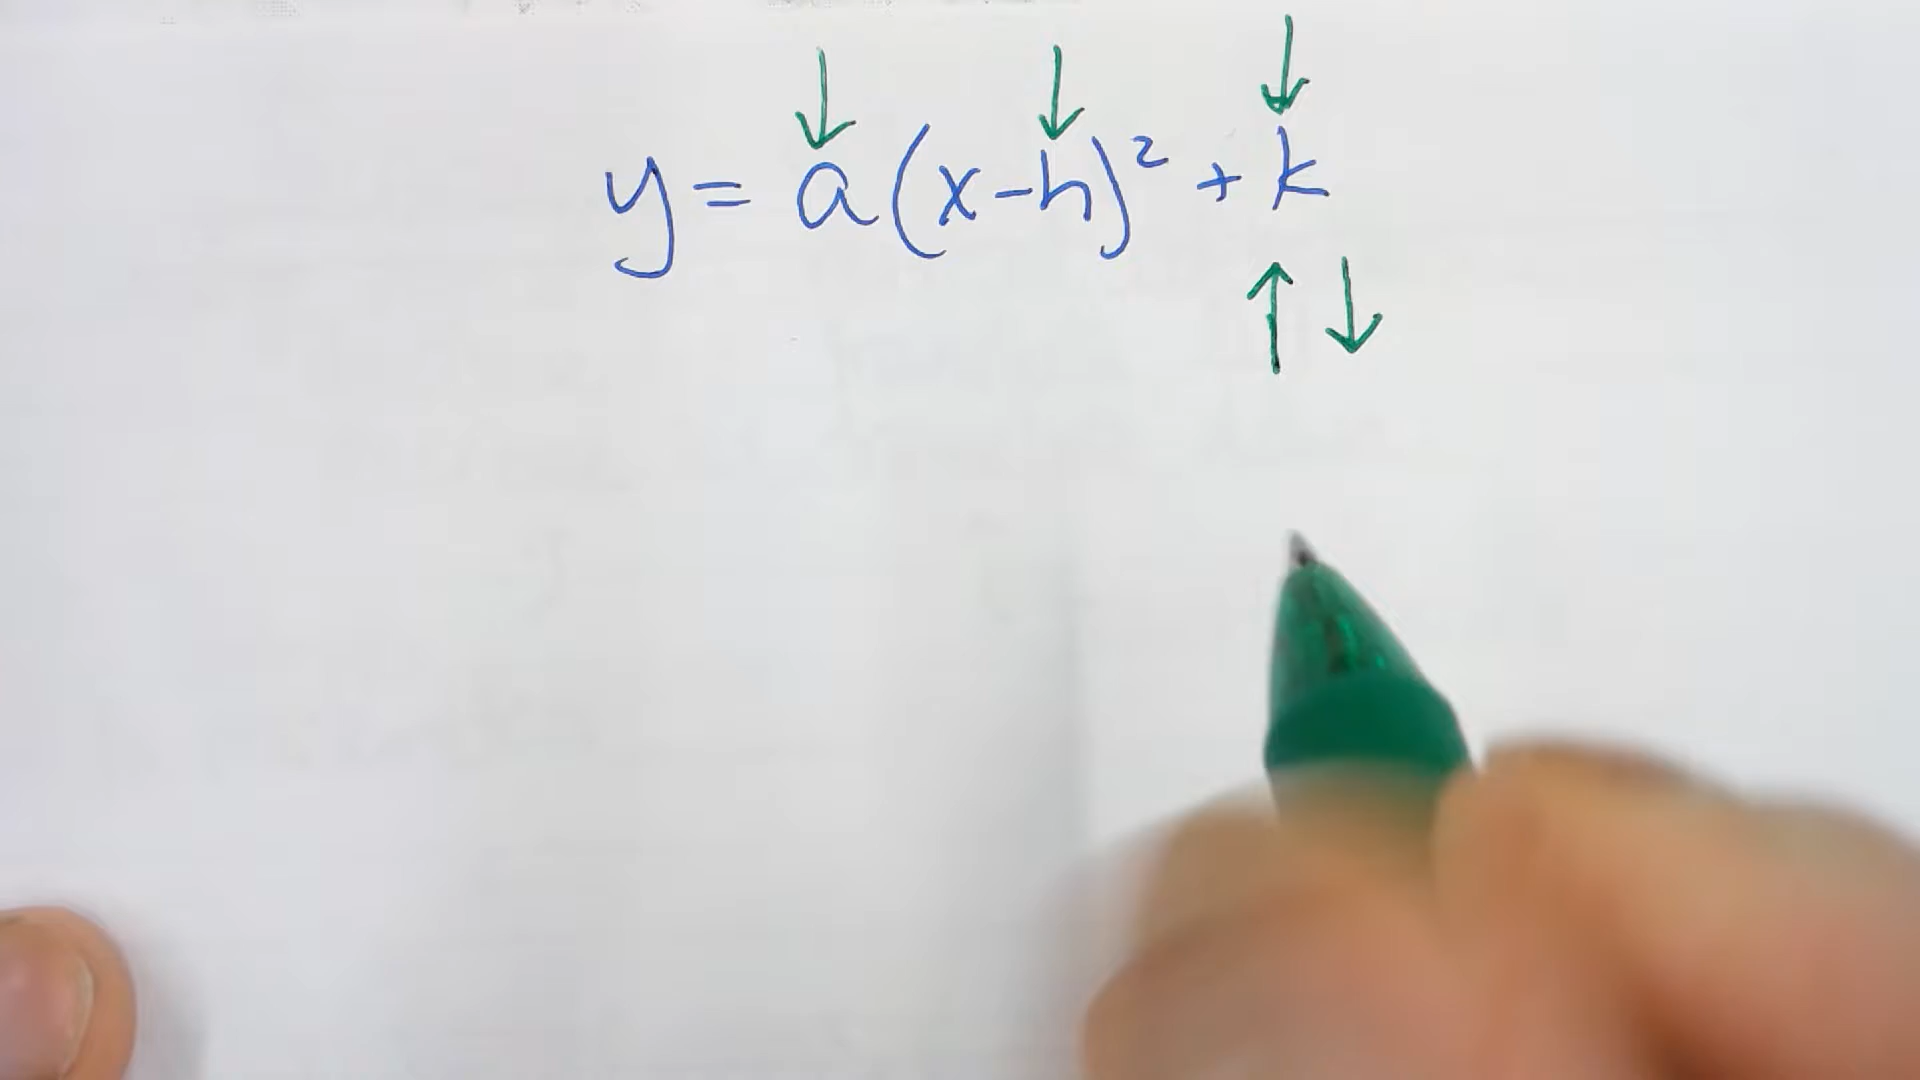 y = a(x-h)² + k